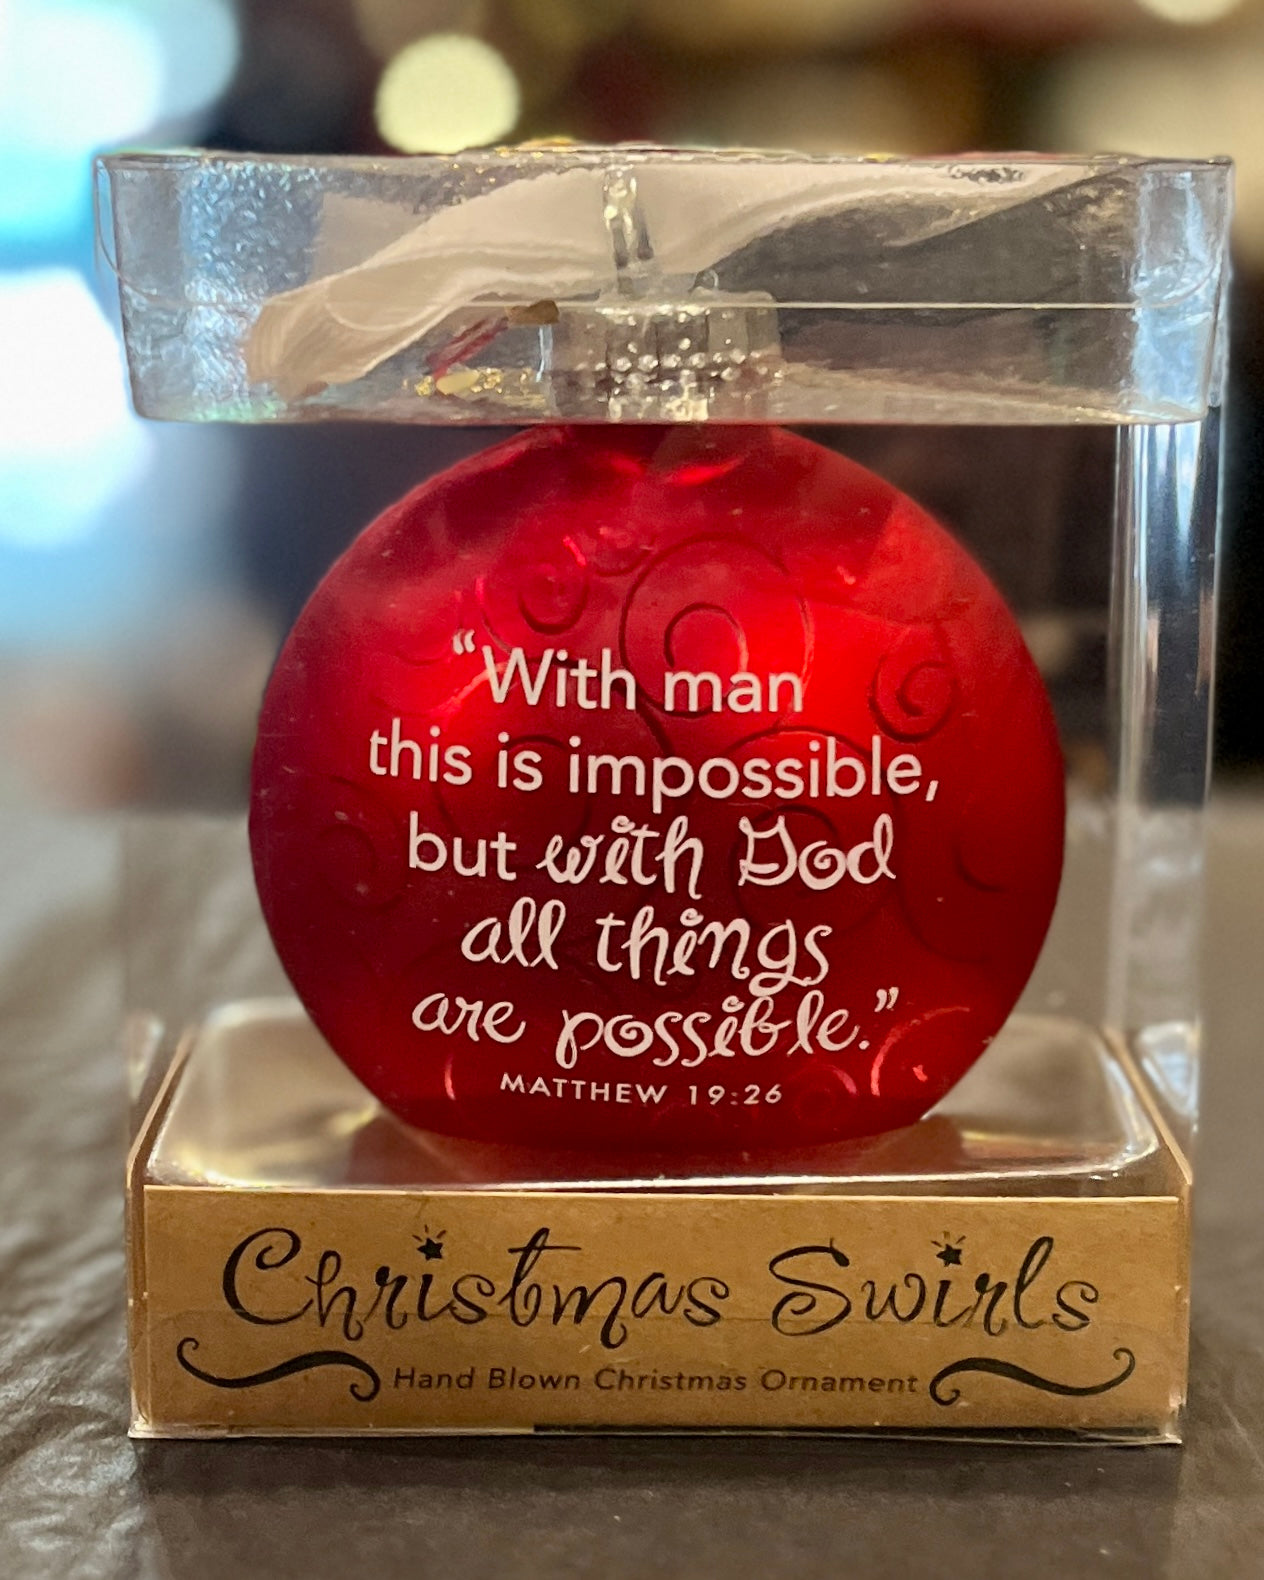 “With man
this is impossible,
but with God
all things
are possible.”
MATTHEW 19:26
Christmas Swirls
Hand Blown Christmas Ornament